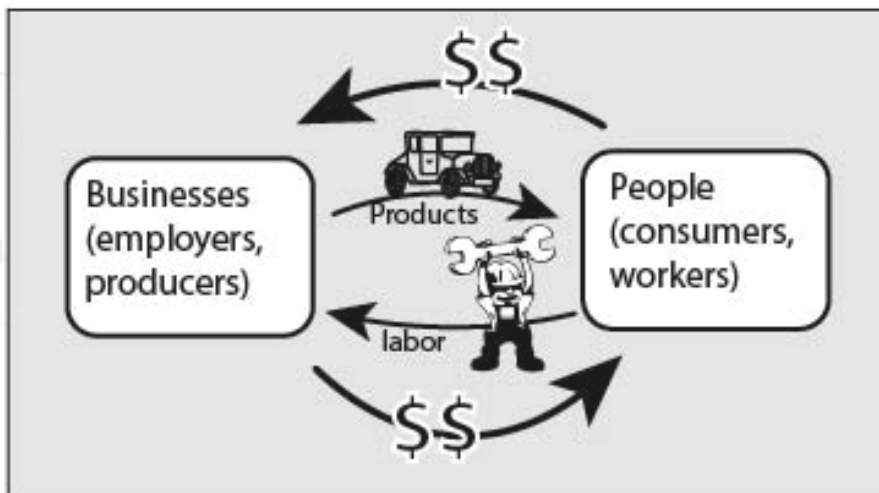 $$
Businesses
(employers,
producers)
Products
People
(consumers,
workers)
labor
$$